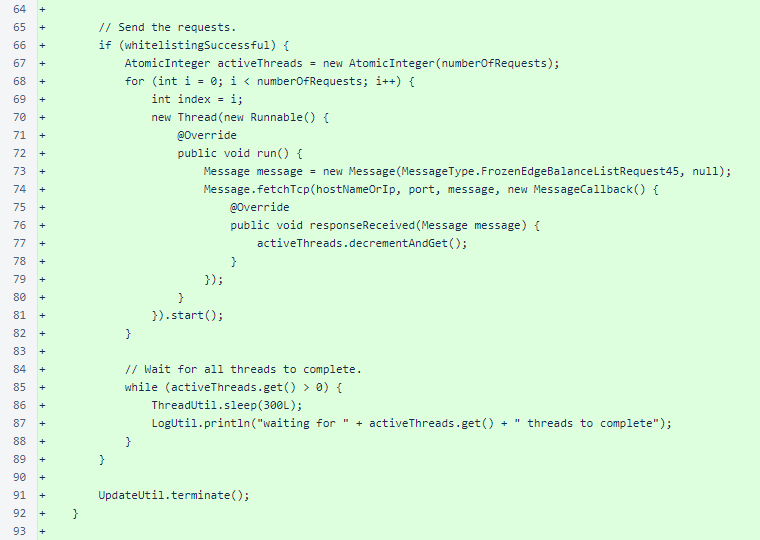 64 +
65 +         // Send the requests.
66 +         if (whitelistingSuccessful) {
67 +             AtomicInteger activeThreads = new AtomicInteger(numberOfRequests);
68 +             for (int i = 0; i < numberOfRequests; i++) {
69 +                 int index = i;
70 +                 new Thread(new Runnable() {
71 +                     @Override
72 +                     public void run() {
73 +                         Message message = new Message(MessageType.FrozenEdgeBalanceListRequest45, null);
74 +                         Message.fetchTcp(hostNameOrIp, port, message, new MessageCallback() {
75 +                             @Override
76 +                             public void responseReceived(Message message) {
77 +                                 activeThreads.decrementAndGet();
78 +                             }
79 +                         });
80 +                     }
81 +                 }).start();
82 +             }
83 +
84 +             // Wait for all threads to complete.
85 +             while (activeThreads.get() > 0) {
86 +                 ThreadUtil.sleep(300L);
87 +                 LogUtil.println("waiting for " + activeThreads.get() + " threads to complete");
88 +             }
89 +         }
90 +
91 +         UpdateUtil.terminate();
92 +     }
93 +